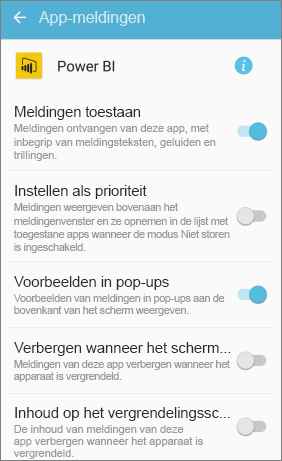 App-meldingen
Power BI
Meldingen toestaan
Meldingen ontvangen van deze app, met
inbegrip van meldingsteksten, geluiden en
trillingen.
Instellen als prioriteit
Meldingen weergeven bovenaan het
meldingenvenster en ze opnemen in de lijst met
toegestane apps wanneer de modus Niet storen
is ingeschakeld.
Voorbeelden in pop-ups
Voorbeelden van meldingen in pop-ups aan de
bovenkant van het scherm weergeven.
Verbergen wanneer het scherm...
Meldingen van deze app verbergen wanneer het
apparaat is vergrendeld.
Inhoud op het vergrendelingssc...
De inhoud van meldingen van deze
app verbergen wanneer het apparaat is
vergrendeld.